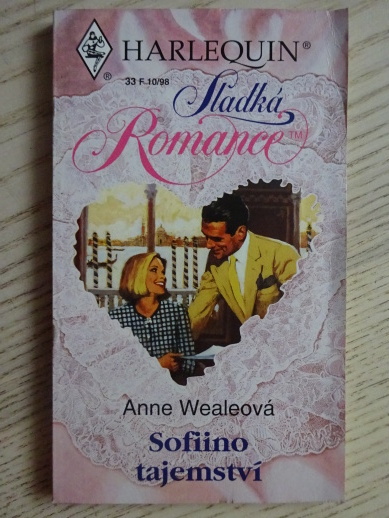 HARLEQUIN®
®
33 F 10/98
Sladká
Romance™
Anne Wealeová
Sofiino
tajemství